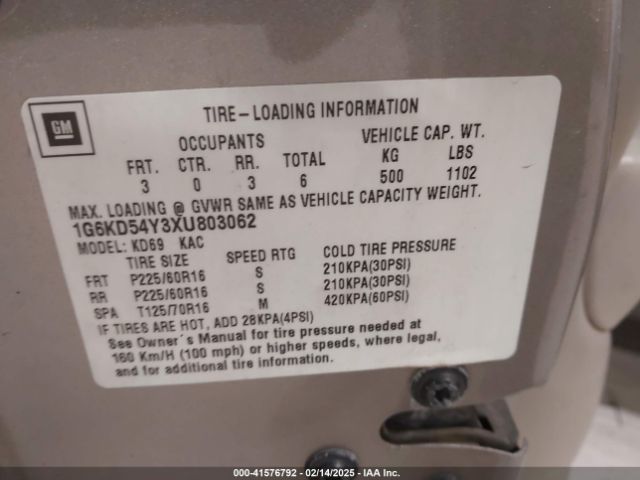 GM
TIRE-LOADING INFORMATION
OCCUPANTS VEHICLE CAP. WT.
FRT. CTR. RR. TOTAL KG LBS
3 0 3 6 500 1102
MAX. LOADING @ GVWR SAME AS VEHICLE CAPACITY WEIGHT.
1G6KD54Y3XU803062
MODEL: KD69 KAC
TIRE SIZE SPEED RTG COLD TIRE PRESSURE
FRT P225/60R16 S 210KPA(30PSI)
RR P225/60R16 S 210KPA(30PSI)
SPA T125/70R16 M 420KPA(60PSI)
IF TIRES ARE HOT, ADD 28KPA(4PSI)
See Owner's Manual for tire pressure needed at
160 Km/H (100 mph) or higher speeds, where legal,
and for additional tire information.
000-41576792 - 02/14/2025 - IAA Inc.